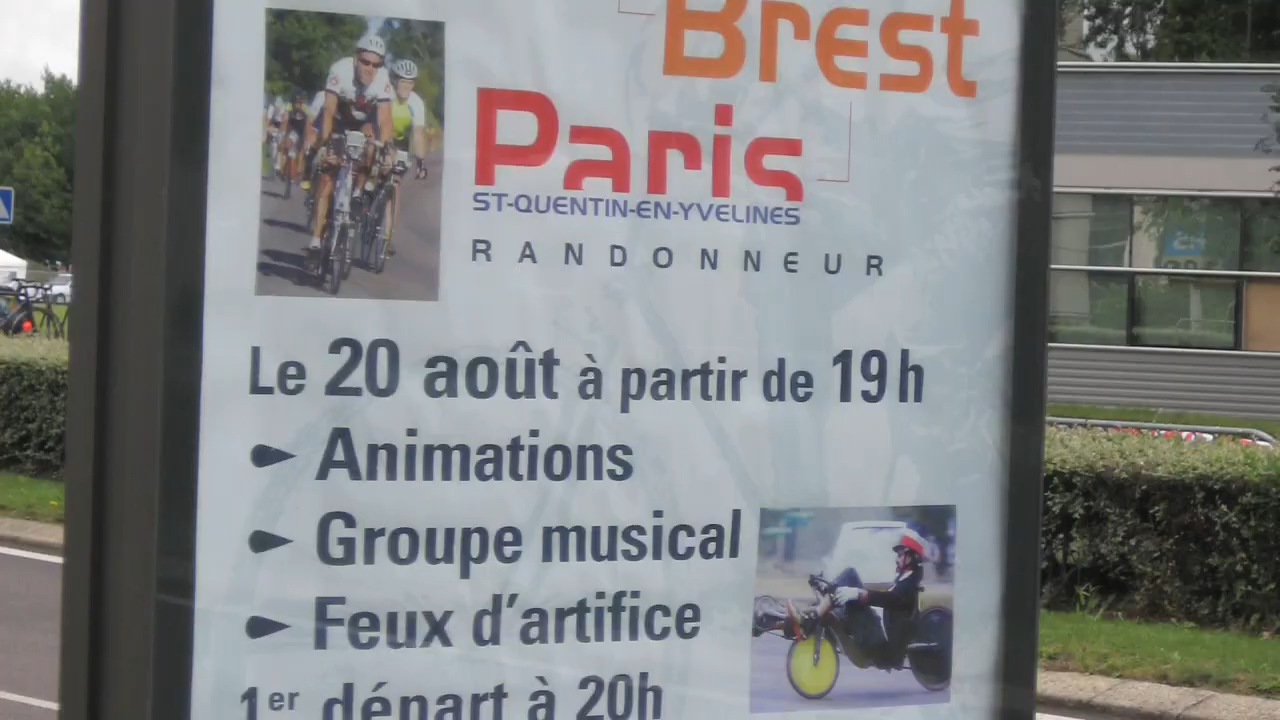 Brest
Paris
ST-QUENTIN-EN-YVELINES
RANDONNEUR
Le 20 août à partir de 19h
Animations
Groupe musical
Feux d'artifice
1er départ à 20h